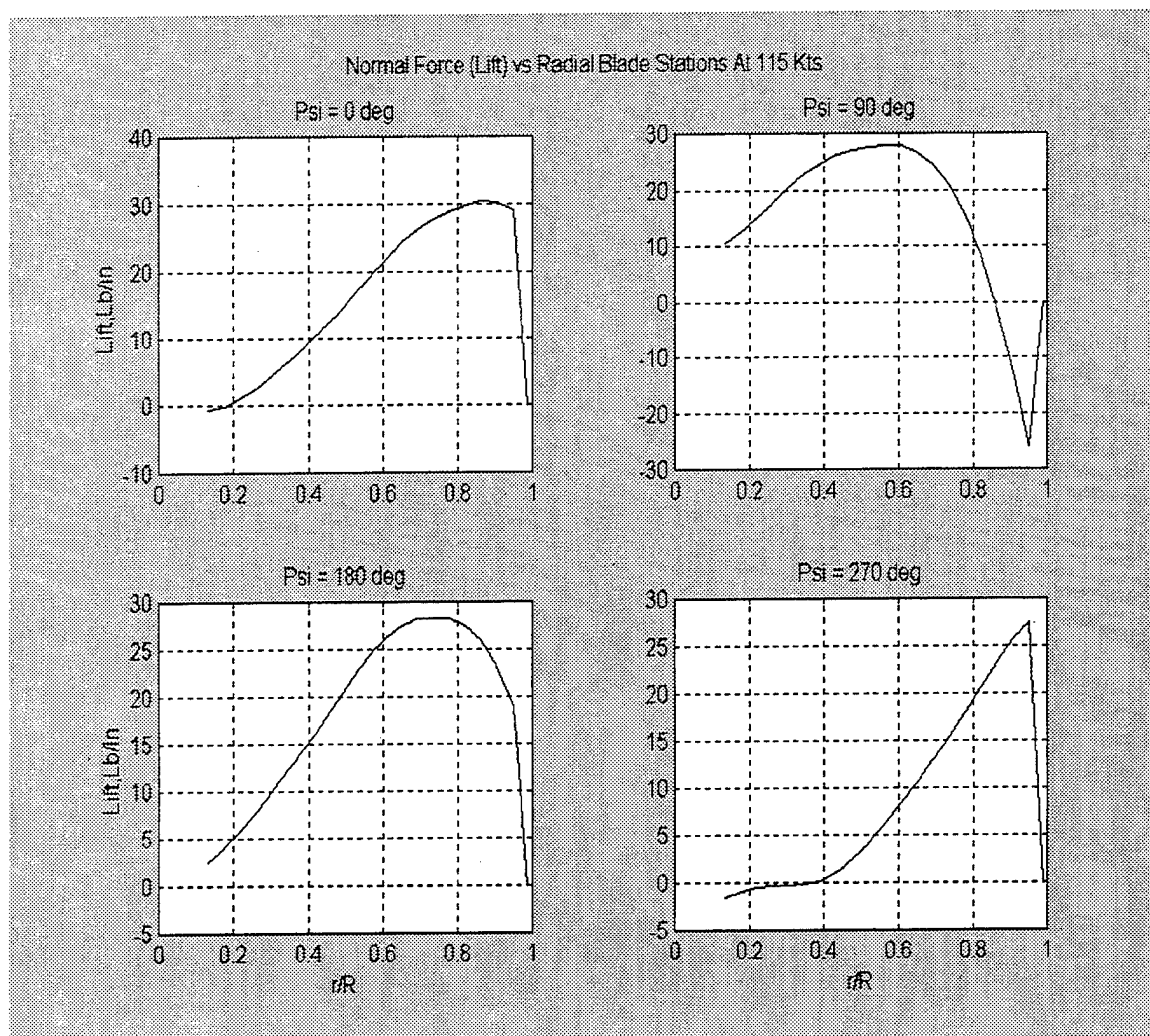 Normal Force (Lift) vs Radial Blade Stations At 115 Kts
Psi = 0 deg
40
30
20
10
0
-10
0 0.2 0.4 0.6 0.8 1
Lift,Lb/in
Psi = 90 deg
30
20
10
0
-10
-20
-30
0 0.2 0.4 0.6 0.8 1
Psi = 180 deg
30
25
20
15
10
5
0
-5
0 0.2 0.4 0.6 0.8 1
Lift,Lb/in
r/R
Psi = 270 deg
30
25
20
15
10
5
0
-5
0 0.2 0.4 0.6 0.8 1
r/R